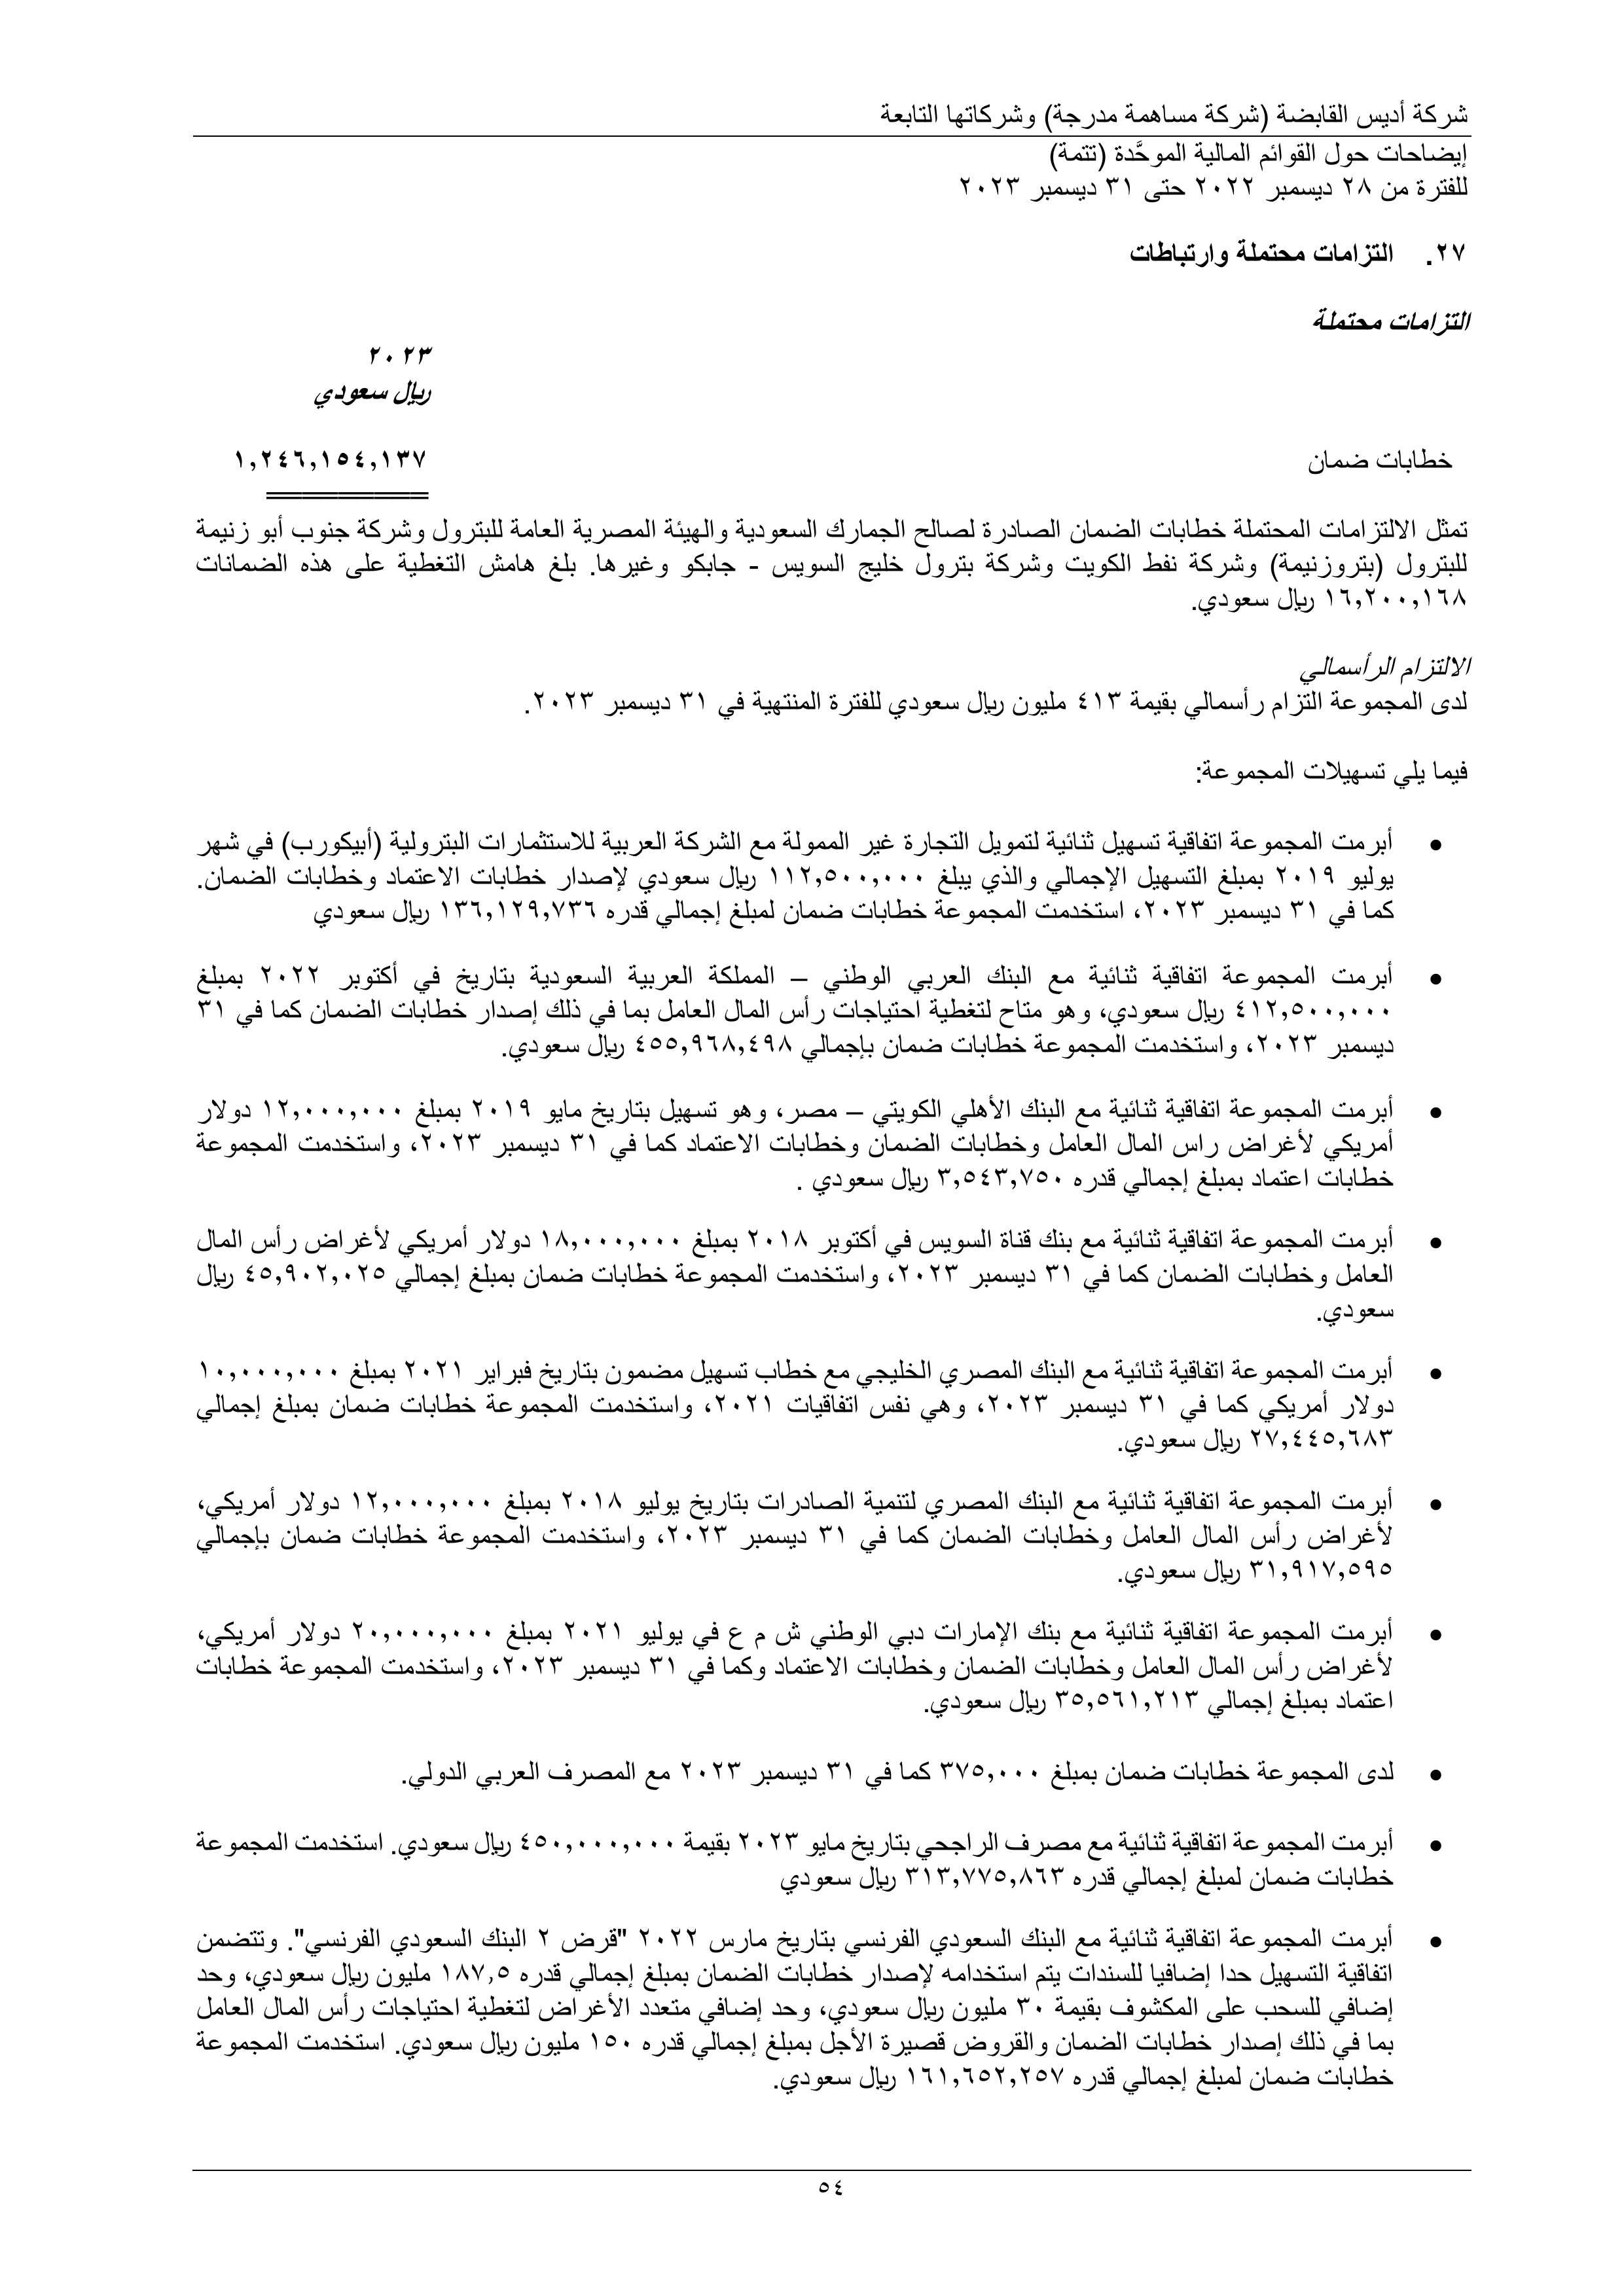 شركة أديس القابضة (شركة مساهمة مدرجة) وشركاتها التابعة
إيضاحات حول القوائم المالية الموحَّدة (تتمة)
للفترة من ٢٨ ديسمبر ٢٠٢٢ حتى ٣١ ديسمبر ٢٠٢٣
٢٧. التزامات محتملة وارتباطات
التزامات محتملة
٢٠٢٣
ريال سعودي
خطابات ضمان ١,٢٤٦,١٥٤,١٣٧
تمثل الالتزامات المحتملة خطابات الضمان الصادرة لصالح الجمارك السعودية والهيئة المصرية العامة للبترول وشركة جنوب أبو زنيمة
للبترول (بتروزنيمة) وشركة نفط الكويت وشركة بترول خليج السويس - جابكو وغيرها. بلغ هامش التغطية على هذه الضمانات
١٦,٢٠٠,١٦٨ ريال سعودي.
الالتزام الرأسمالي
لدى المجموعة التزام رأسمالي بقيمة ٤١٣ مليون ريال سعودي للفترة المنتهية في ٣١ ديسمبر ٢٠٢٣.
فيما يلي تسهيلات المجموعة:
• أبرمت المجموعة اتفاقية تسهيل ثنائية لتمويل التجارة غير الممولة مع الشركة العربية للاستثمارات البترولية (أبيكورب) في شهر
يوليو ٢٠١٩ بمبلغ التسهيل الإجمالي والذي يبلغ ١١٢,٥٠٠,٠٠٠ ريال سعودي لإصدار خطابات الاعتماد وخطابات الضمان.
كما في ٣١ ديسمبر ٢٠٢٣، استخدمت المجموعة خطابات ضمان لمبلغ إجمالي قدره ١٣٦,١٢٩,٧٣٦ ريال سعودي
• أبرمت المجموعة اتفاقية ثنائية مع البنك العربي الوطني – المملكة العربية السعودية بتاريخ في أكتوبر ٢٠٢٢ بمبلغ
٤١٢,٥٠٠,٠٠٠ ريال سعودي، وهو متاح لتغطية احتياجات رأس المال العامل بما في ذلك إصدار خطابات الضمان كما في ٣١
ديسمبر ٢٠٢٣، واستخدمت المجموعة خطابات ضمان بإجمالي ٤٥٥,٩٦٨,٤٩٨ ريال سعودي.
• أبرمت المجموعة اتفاقية ثنائية مع البنك الأهلي الكويتي – مصر، وهو تسهيل بتاريخ مايو ٢٠١٩ بمبلغ ١٢,٠٠٠,٠٠٠ دولار
أمريكي لأغراض راس المال العامل وخطابات الضمان وخطابات الاعتماد كما في ٣١ ديسمبر ٢٠٢٣، واستخدمت المجموعة
خطابات اعتماد بمبلغ إجمالي قدره ٣,٥٤٣,٧٥٠ ريال سعودي .
• أبرمت المجموعة اتفاقية ثنائية مع بنك قناة السويس في أكتوبر ٢٠١٨ بمبلغ ١٨,٠٠٠,٠٠٠ دولار أمريكي لأغراض رأس المال
العامل وخطابات الضمان كما في ٣١ ديسمبر ٢٠٢٣، واستخدمت المجموعة خطابات ضمان بمبلغ إجمالي ٤٥,٩٠٢,٠٢٥ ريال
سعودي.
• أبرمت المجموعة اتفاقية ثنائية مع البنك المصري الخليجي مع خطاب تسهيل مضمون بتاريخ فبراير ٢٠٢١ بمبلغ ١٠,٠٠٠,٠٠٠
دولار أمريكي كما في ٣١ ديسمبر ٢٠٢٣، وهي نفس اتفاقيات ٢٠٢١، واستخدمت المجموعة خطابات ضمان بمبلغ إجمالي
٢٧,٤٤٥,٦٨٣ ريال سعودي.
• أبرمت المجموعة اتفاقية ثنائية مع البنك المصري لتنمية الصادرات بتاريخ يوليو ٢٠١٨ بمبلغ ١٢,٠٠٠,٠٠٠ دولار أمريكي،
لأغراض رأس المال العامل وخطابات الضمان كما في ٣١ ديسمبر ٢٠٢٣، واستخدمت المجموعة خطابات ضمان بإجمالي
٣١,٩١٧,٥٩٥ ريال سعودي.
• أبرمت المجموعة اتفاقية ثنائية مع بنك الإمارات دبي الوطني ش م ع في يوليو ٢٠٢١ بمبلغ ٢٠,٠٠٠,٠٠٠ دولار أمريكي،
لأغراض رأس المال العامل وخطابات الضمان وخطابات الاعتماد وكما في ٣١ ديسمبر ٢٠٢٣، واستخدمت المجموعة خطابات
اعتماد بمبلغ إجمالي ٣٥,٥٦١,٢١٣ ريال سعودي.
• لدى المجموعة خطابات ضمان بمبلغ ٣٧٥,٠٠٠ كما في ٣١ ديسمبر ٢٠٢٣ مع المصرف العربي الدولي.
• أبرمت المجموعة اتفاقية ثنائية مع مصرف الراجحي بتاريخ مايو ٢٠٢٣ بقيمة ٤٥٠,٠٠٠,٠٠٠ ريال سعودي. استخدمت المجموعة
خطابات ضمان لمبلغ إجمالي قدره ٣١٣,٧٧٥,٨٦٣ ريال سعودي
• أبرمت المجموعة اتفاقية ثنائية مع البنك السعودي الفرنسي بتاريخ مارس ٢٠٢٢ "قرض ٢ البنك السعودي الفرنسي". وتتضمن
اتفاقية التسهيل حدا إضافيا للسندات يتم استخدامه لإصدار خطابات الضمان بمبلغ إجمالي قدره ١٨٧,٥ مليون ريال سعودي، وحد
إضافي للسحب على المكشوف بقيمة ٣٠ مليون ريال سعودي، وحد إضافي متعدد الأغراض لتغطية احتياجات رأس المال العامل
بما في ذلك إصدار خطابات الضمان والقروض قصيرة الأجل بمبلغ إجمالي قدره ١٥٠ مليون ريال سعودي. استخدمت المجموعة
خطابات ضمان لمبلغ إجمالي قدره ١٦١,٦٥٢,٢٥٧ ريال سعودي.
٥٤